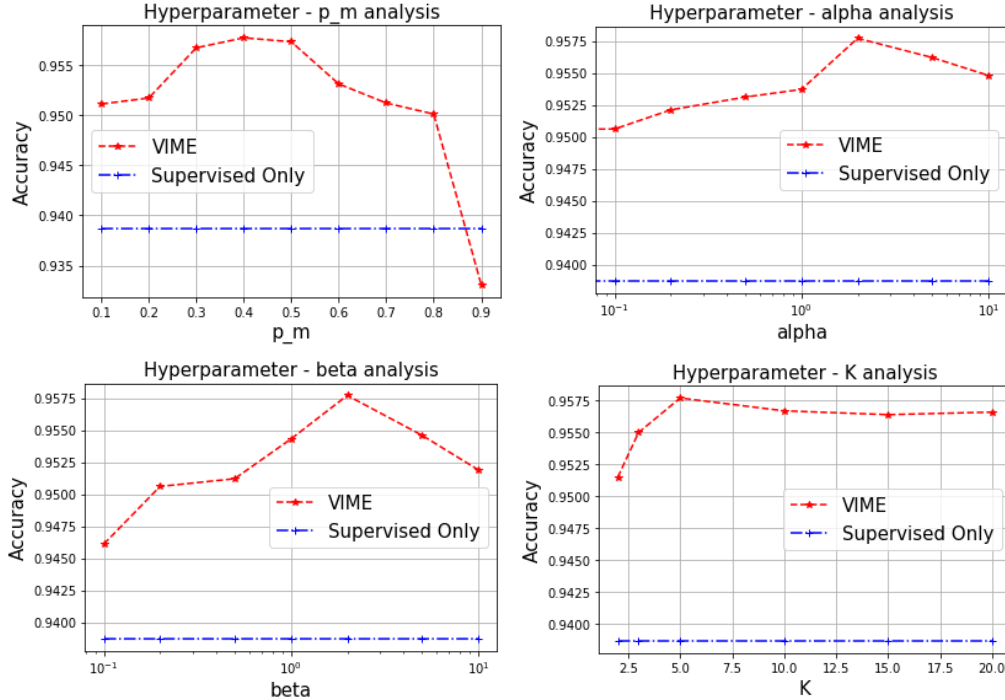 Hyperparameter - p_m analysis
Accuracy
0.955
0.950
0.945
0.940
0.935
VIME
Supervised Only
0.1 0.2 0.3 0.4 0.5 0.6 0.7 0.8 0.9
p_m
Hyperparameter - alpha analysis
Accuracy
0.9575
0.9550
0.9525
0.9500
0.9475
0.9450
0.9425
0.9400
VIME
Supervised Only
10⁻¹ 10⁰ 10¹
alpha
Hyperparameter - beta analysis
Accuracy
0.9575
0.9550
0.9525
0.9500
0.9475
0.9450
0.9425
0.9400
VIME
Supervised Only
10⁻¹ 10⁰ 10¹
beta
Hyperparameter - K analysis
Accuracy
0.9575
0.9550
0.9525
0.9500
0.9475
0.9450
0.9425
0.9400
VIME
Supervised Only
2.5 5.0 7.5 10.0 12.5 15.0 17.5 20.0
K